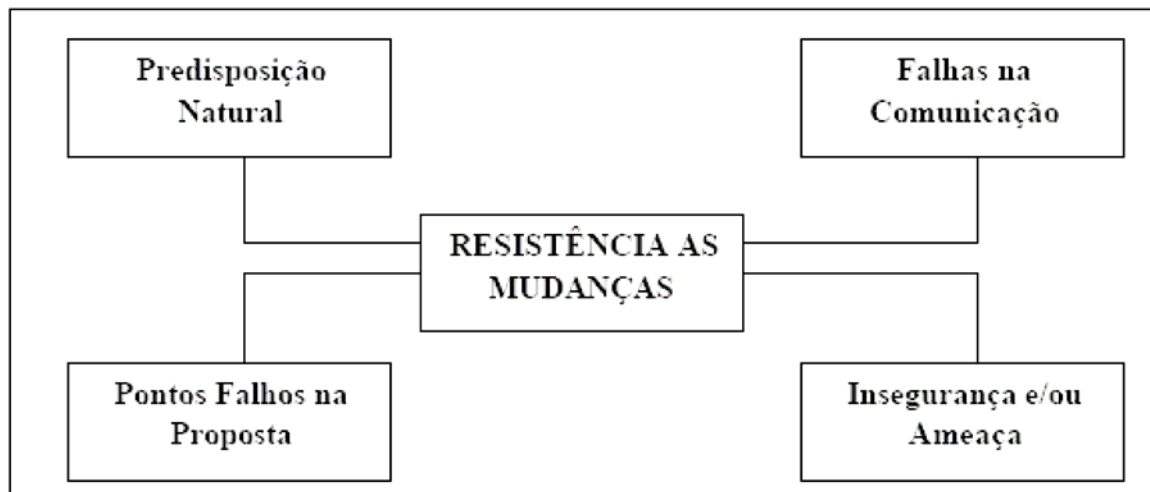 Predisposição
Natural
Falhas na
Comunicação
RESISTÊNCIA AS
MUDANÇAS
Pontos Falhos na
Proposta
Insegurança e/ou
Ameaça